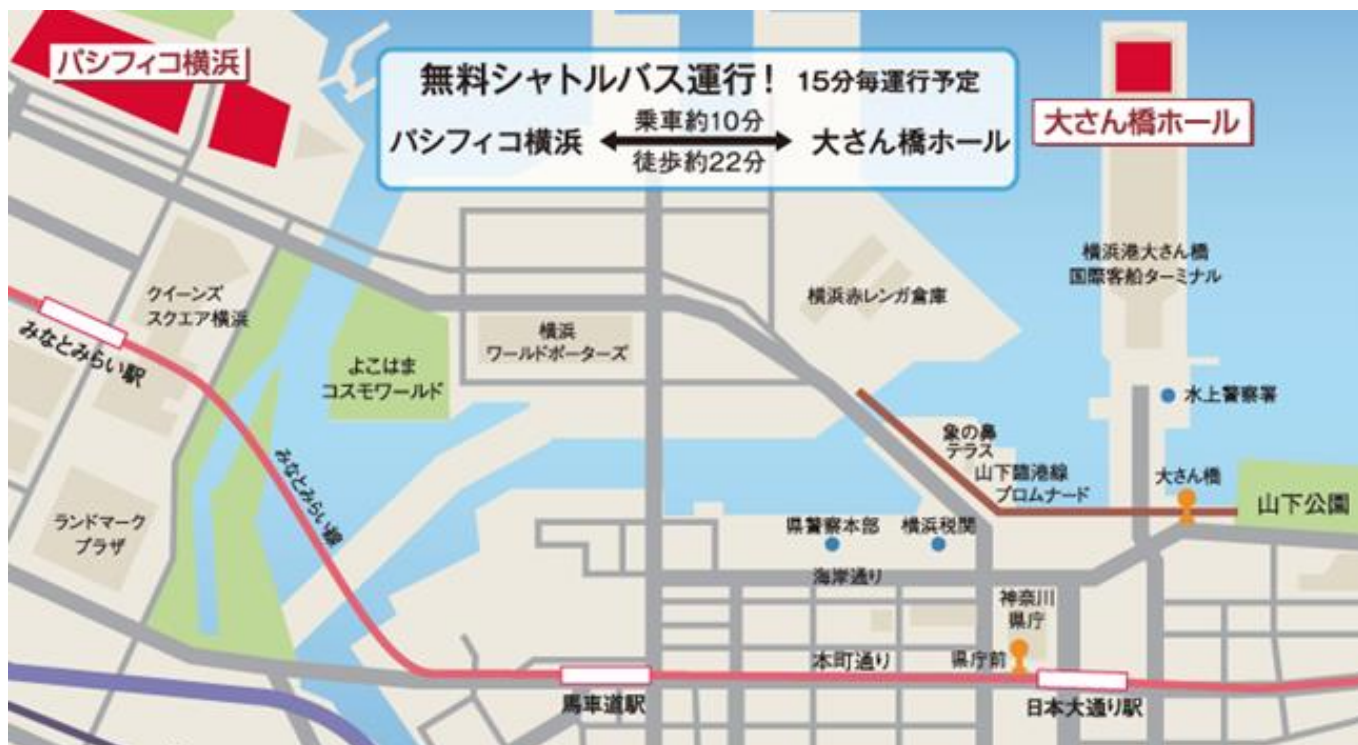 パシフィコ横浜
無料シャトルバス運行! 15分毎運行予定
乗車約10分
パシフィコ横浜 大さん橋ホール
徒歩約22分
大さん橋ホール
横浜港大さん橋
国際客船ターミナル
クイーンズ
スクエア横浜
横浜赤レンガ倉庫
みなとみらい駅
横浜
ワールドポーターズ
よこはま
コスモワールド
水上警察署
象の鼻
テラス
山下臨港線
プロムナード
大さん橋
山下公園
みなとみらい線
ランドマーク
プラザ
県警察本部
横浜税関
海岸通り
神奈川
県庁
本町通り
県庁前
馬車道駅
日本大通り駅